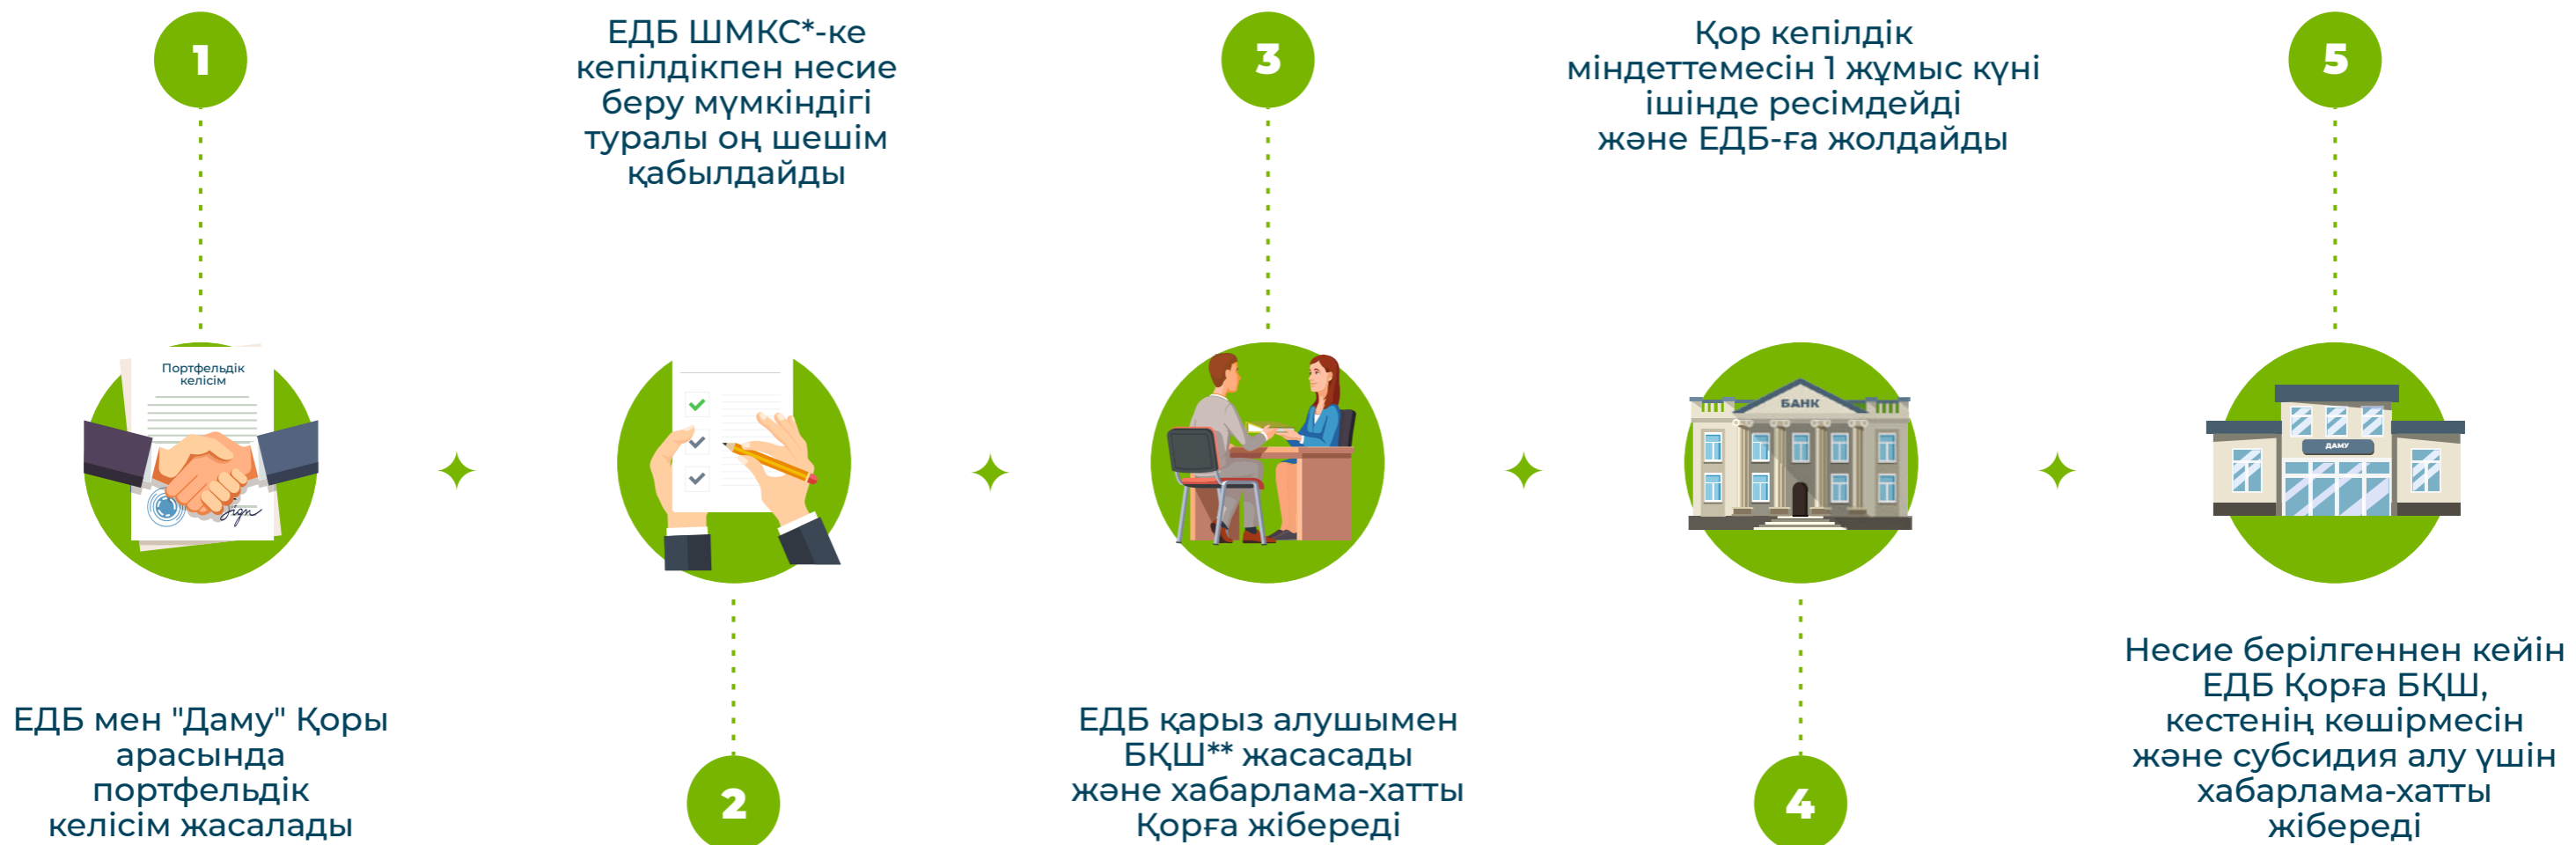 1
Портфельдік
келісім
Sign
ЕДБ мен "Даму" Қоры
арасында
портфельдік
келісім жасалады
ЕДБ ШМКС*-ке
кепілдікпен несие
беру мүмкіндігі
туралы оң шешім
қабылдайды
2
3
ЕДБ қарыз алушымен
БҚШ** жасасады
және хабарлама-хатты
Қорға жібереді
Қор кепілдік
міндеттемесін 1 жұмыс күні
ішінде ресімдейді
және ЕДБ-ға жолдайды
БАНК
4
5
ДАМУ
Несие берілгеннен кейін
ЕДБ Қорға БҚШ,
кестенің көшірмесін
және субсидия алу үшін
хабарлама-хатты
жібереді